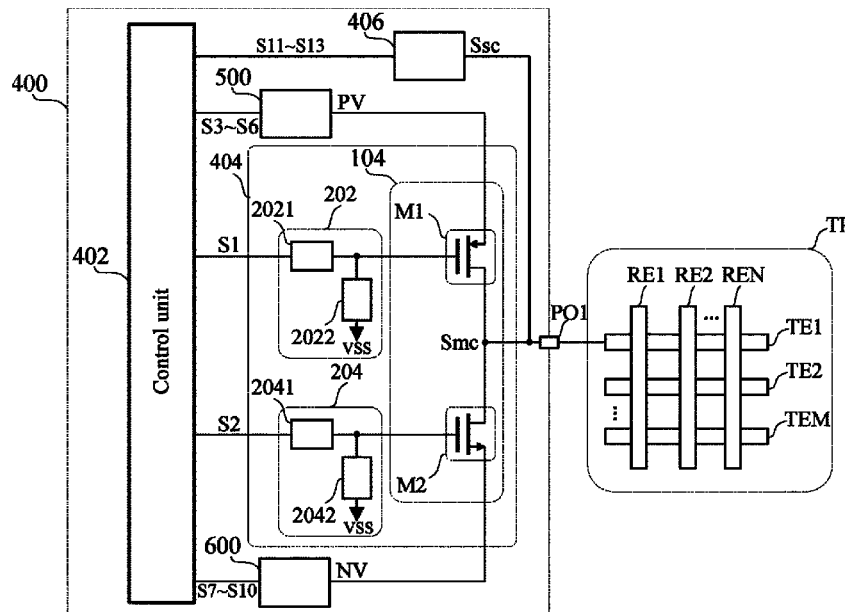 406
S11~S13
Ssc
400
500
PV
S3~S6
404
104
202
2021
M1
S1
402
Control unit
2022
VSS
RE1 RE2 REN
...
PO1
Smc
TE1
TE2
...
TEM
204
2041
S2
M2
2042
VSS
600
NV
S7~S10